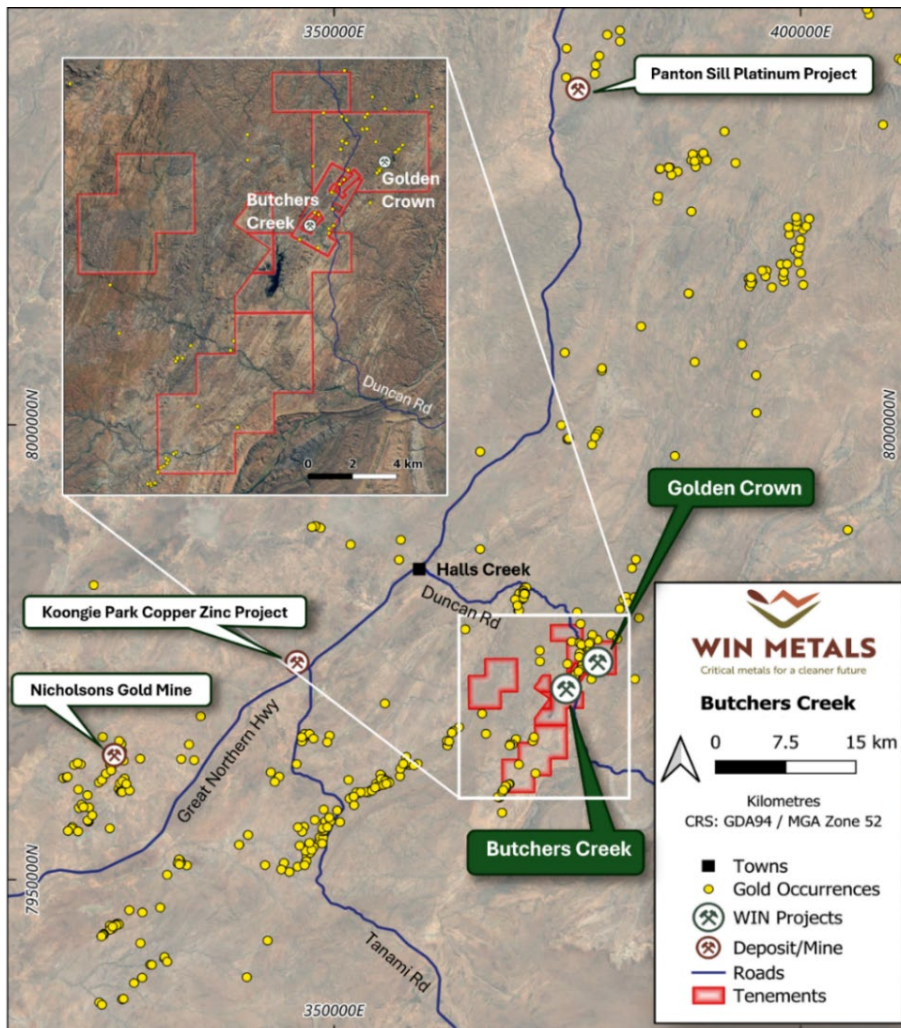 350000E
400000E
Panton Sill Platinum Project
Golden
Crown
Butchers
Creek
Duncan Rd
0 2 4 km
8000000N
8000000N
Golden Crown
Halls Creek
Duncan Rd
Koongie Park Copper Zinc Project
Nicholsons Gold Mine
Great Northern Hwy
Butchers Creek
7950000N
Tanami Rd
350000E
WIN METALS
Critical metals for a cleaner future
Butchers Creek
0 7.5 15 km
Kilometres
CRS: GDA94 / MGA Zone 52
Towns
Gold Occurrences
WIN Projects
Deposit/Mine
Roads
Tenements